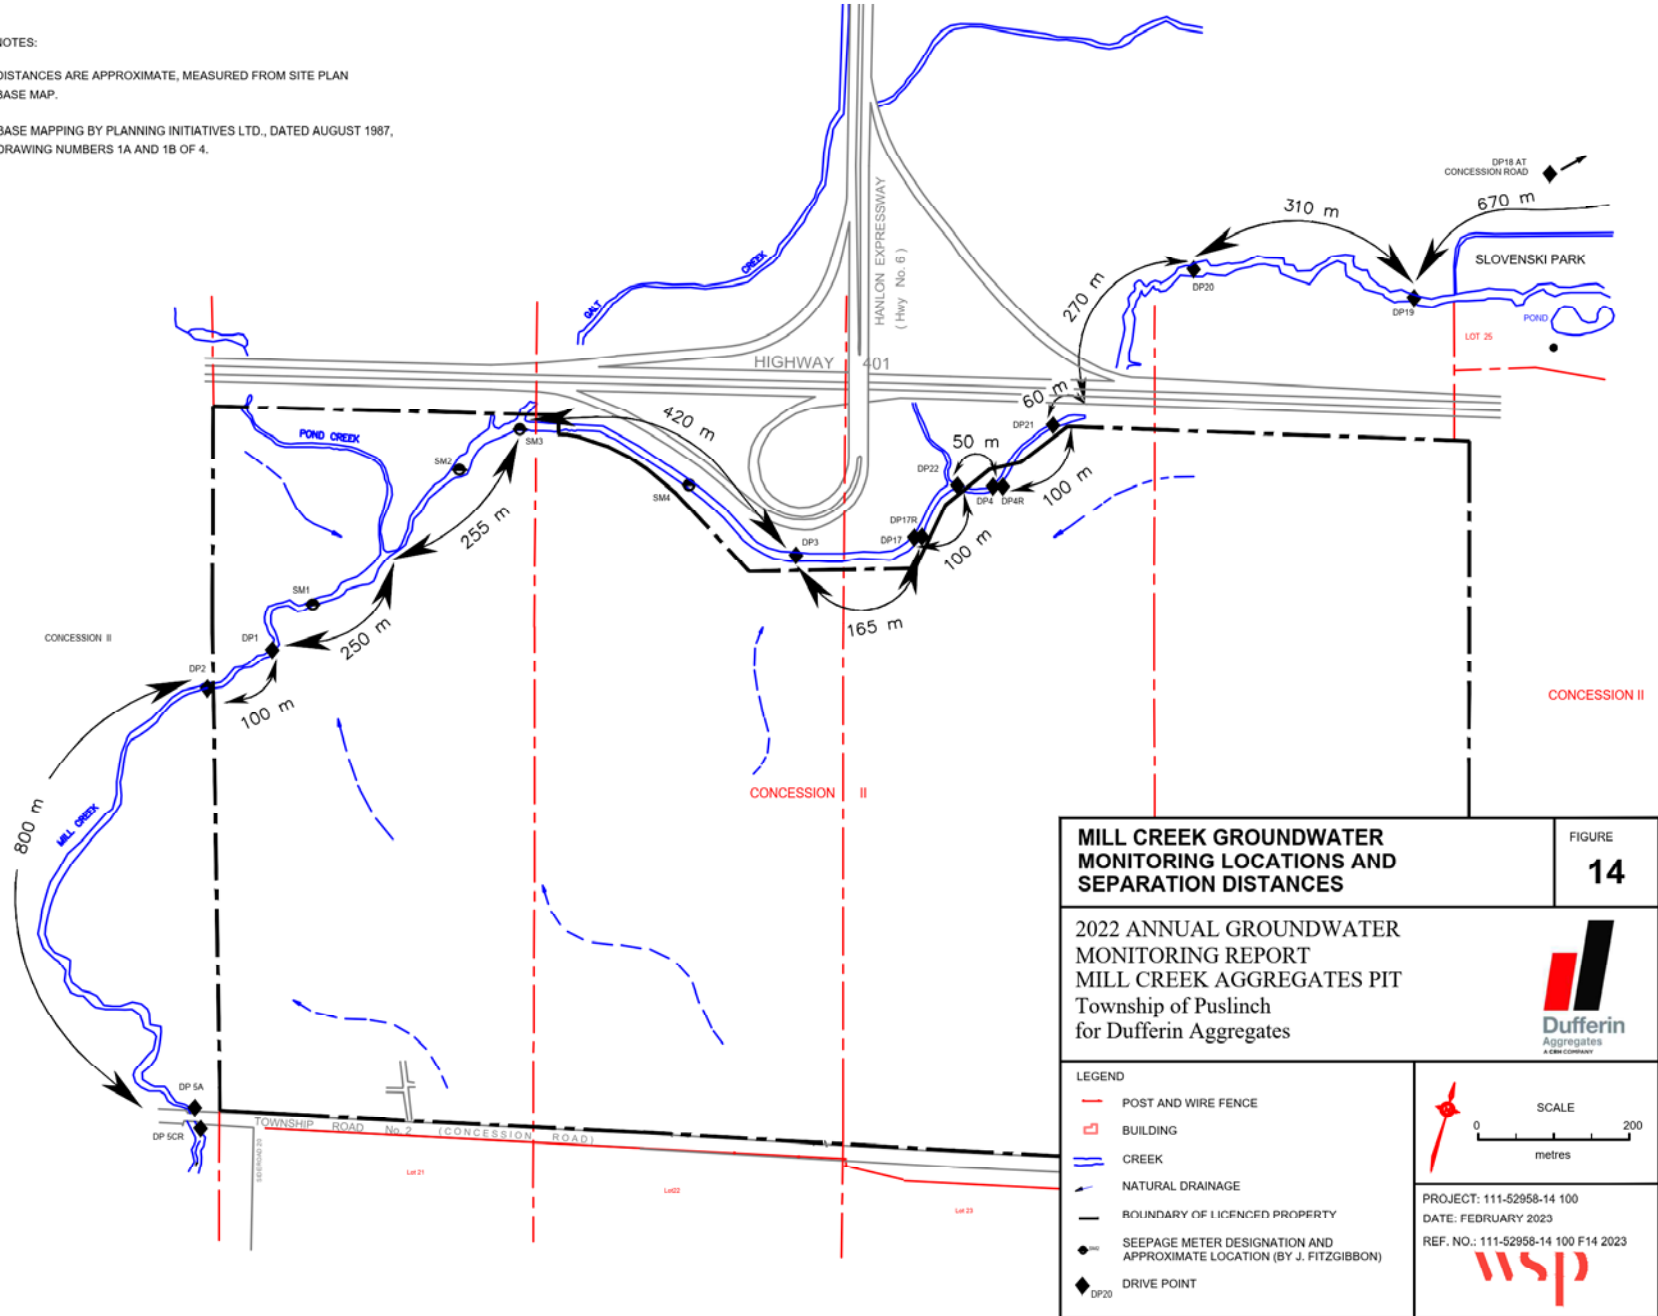 NOTES:
DISTANCES ARE APPROXIMATE, MEASURED FROM SITE PLAN
BASE MAP.
BASE MAPPING BY PLANNING INITIATIVES LTD., DATED AUGUST 1987,
DRAWING NUMBERS 1A AND 1B OF 4.
HANLON EXPRESSWAY
( Hwy No. 6 )
GALT
CREEK
DP18 AT
CONCESSION ROAD
310 m
670 m
SLOVENSKI PARK
270 m
DP20
DP19
POND
LOT 25
HIGHWAY 401
60 m
420 m
POND CREEK
SM3
DP21
50 m
SM2
DP22
SM4
DP4
DP4R
100 m
255 m
DP17R
DP3
DP17
100 m
SM1
CONCESSION II
DP1
250 m
165 m
DP2
100 m
CONCESSION II
CONCESSION II
800 m
MILL CREEK
DP 5A
DP 5CR
TOWNSHIP ROAD No. 2 (CONCESSION ROAD)
SIDEROAD 20
Lot 21
Lot22
Lot 23
MILL CREEK GROUNDWATER
MONITORING LOCATIONS AND
SEPARATION DISTANCES
FIGURE
14
2022 ANNUAL GROUNDWATER
MONITORING REPORT
MILL CREEK AGGREGATES PIT
Township of Puslinch
for Dufferin Aggregates
Dufferin
Aggregates
A CRH COMPANY
LEGEND
POST AND WIRE FENCE
BUILDING
CREEK
NATURAL DRAINAGE
BOUNDARY OF LICENCED PROPERTY
SEEPAGE METER DESIGNATION AND
APPROXIMATE LOCATION (BY J. FITZGIBBON)
DP20
DRIVE POINT
SCALE
0 200
metres
PROJECT: 111-52958-14 100
DATE: FEBRUARY 2023
REF. NO.: 111-52958-14 100 F14 2023
wsp